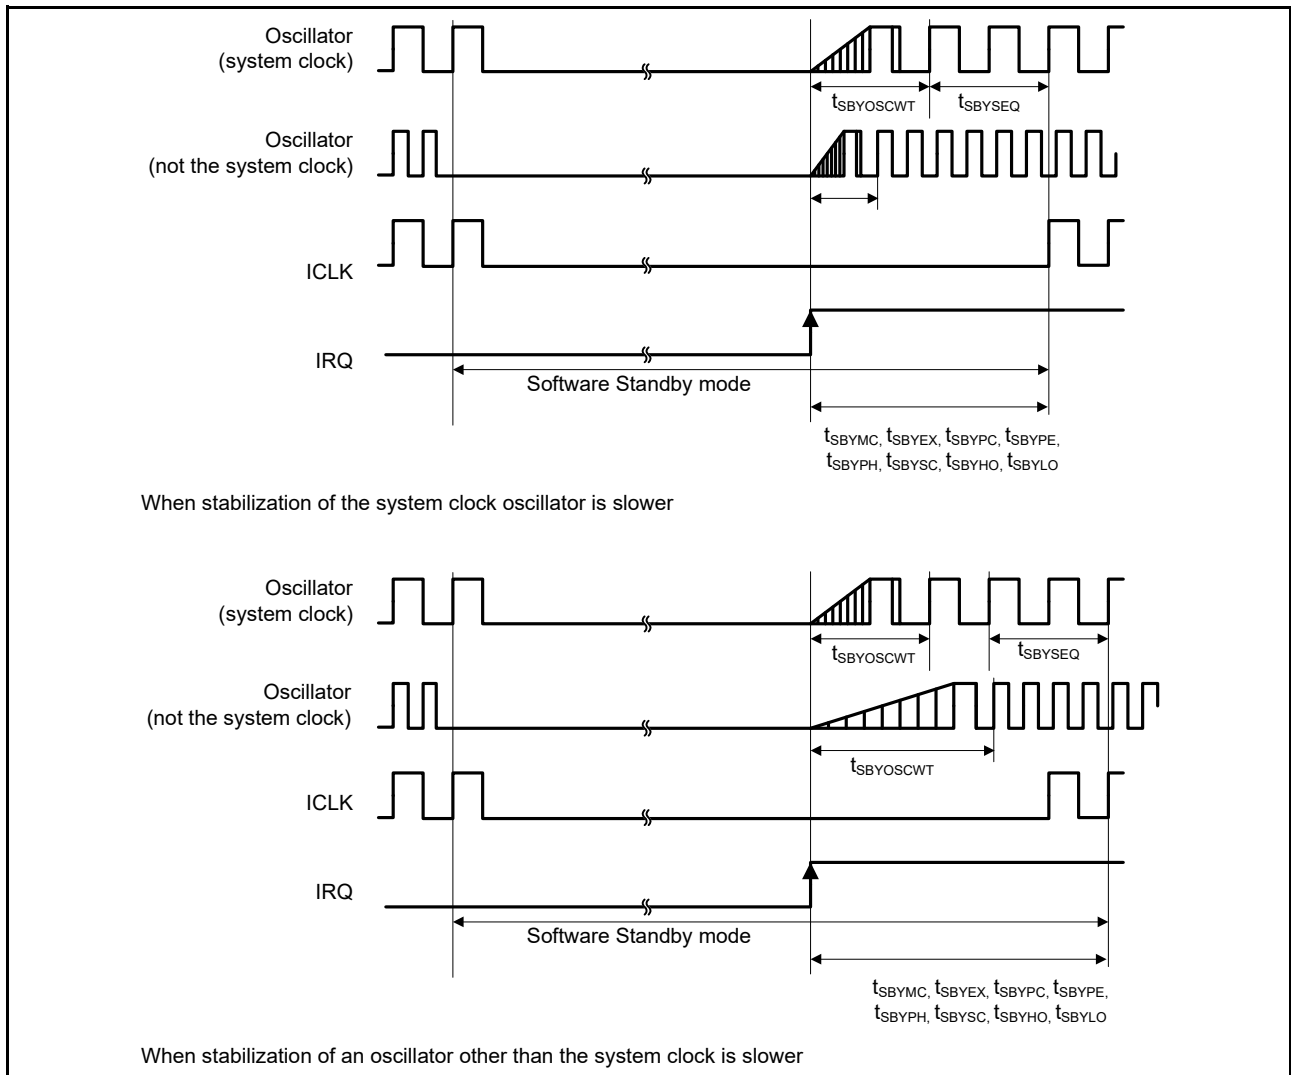 Oscillator
(system clock)
tSBYOSCWT
tSBYSEQ
Oscillator
(not the system clock)
ICLK
IRQ
Software Standby mode
tSBYMC, tSBYEX, tSBYPC, tSBYPE,
tSBYPH, tSBYSC, tSBYHO, tSBYLO
When stabilization of the system clock oscillator is slower
Oscillator
(system clock)
tSBYOSCWT
tSBYSEQ
Oscillator
(not the system clock)
tSBYOSCWT
ICLK
IRQ
Software Standby mode
tSBYMC, tSBYEX, tSBYPC, tSBYPE,
tSBYPH, tSBYSC, tSBYHO, tSBYLO
When stabilization of an oscillator other than the system clock is slower